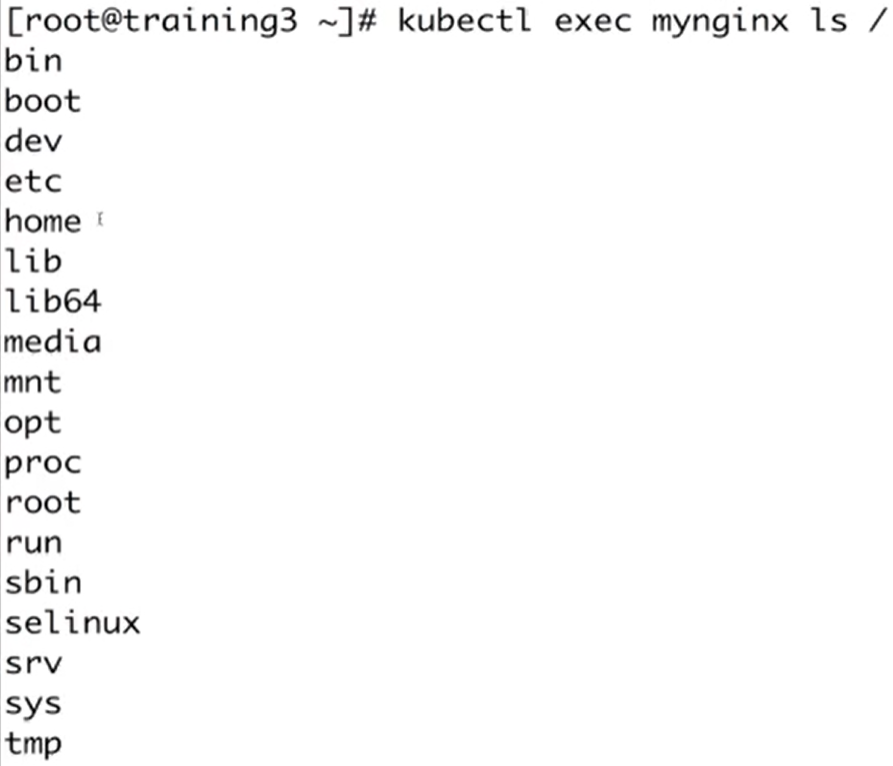 [root@training3 ~]# kubectl exec mynginx ls /
bin
boot
dev
etc
home
lib
lib64
media
mnt
opt
proc
root
run
sbin
selinux
srv
sys
tmp